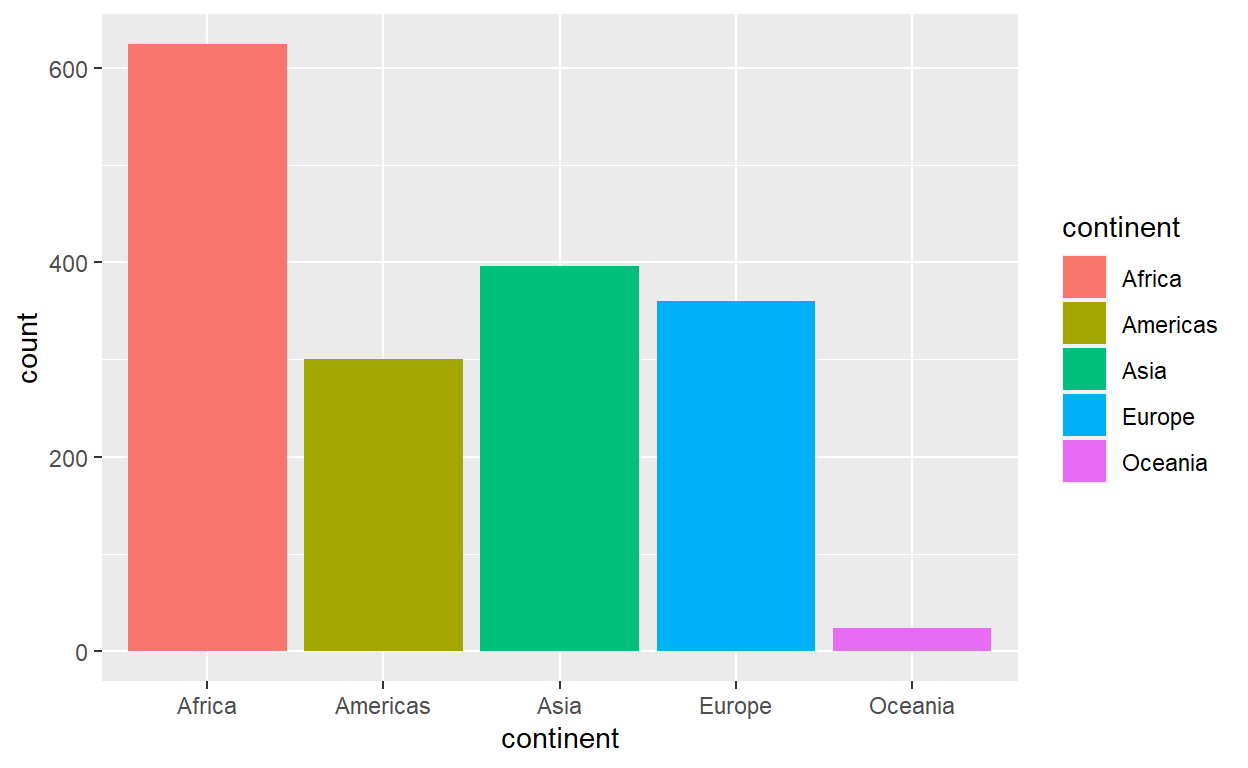 600
400
200
0
count
Africa Americas Asia Europe Oceania
continent
continent
Africa
Americas
Asia
Europe
Oceania